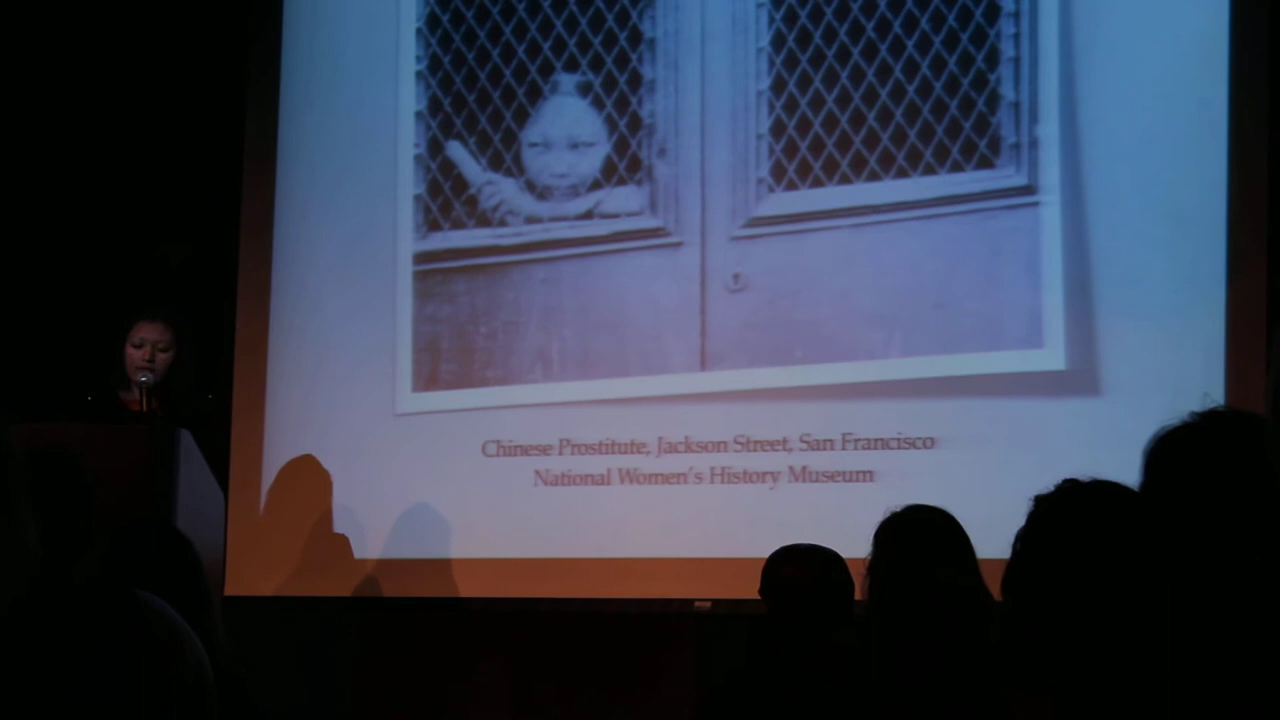 Chinese Prostitute, Jackson Street, San Francisco
National Women's History Museum